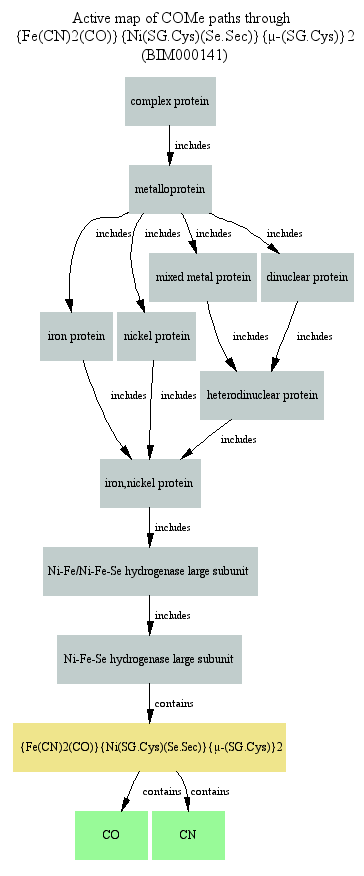 Active map of COMe paths through
{Fe(CN)2(CO)}{Ni(SG.Cys)(Se.Sec)}{μ-(SG.Cys)}2
(BIM000141)
complex protein
includes
metalloprotein
includes includes includes includes
mixed metal protein dinuclear protein
iron protein nickel protein
includes includes
includes includes
heterodinuclear protein
includes
iron,nickel protein
includes
Ni-Fe/Ni-Fe-Se hydrogenase large subunit
includes
Ni-Fe-Se hydrogenase large subunit
contains
{Fe(CN)2(CO)}{Ni(SG.Cys)(Se.Sec)}{μ-(SG.Cys)}2
contains contains
CO CN